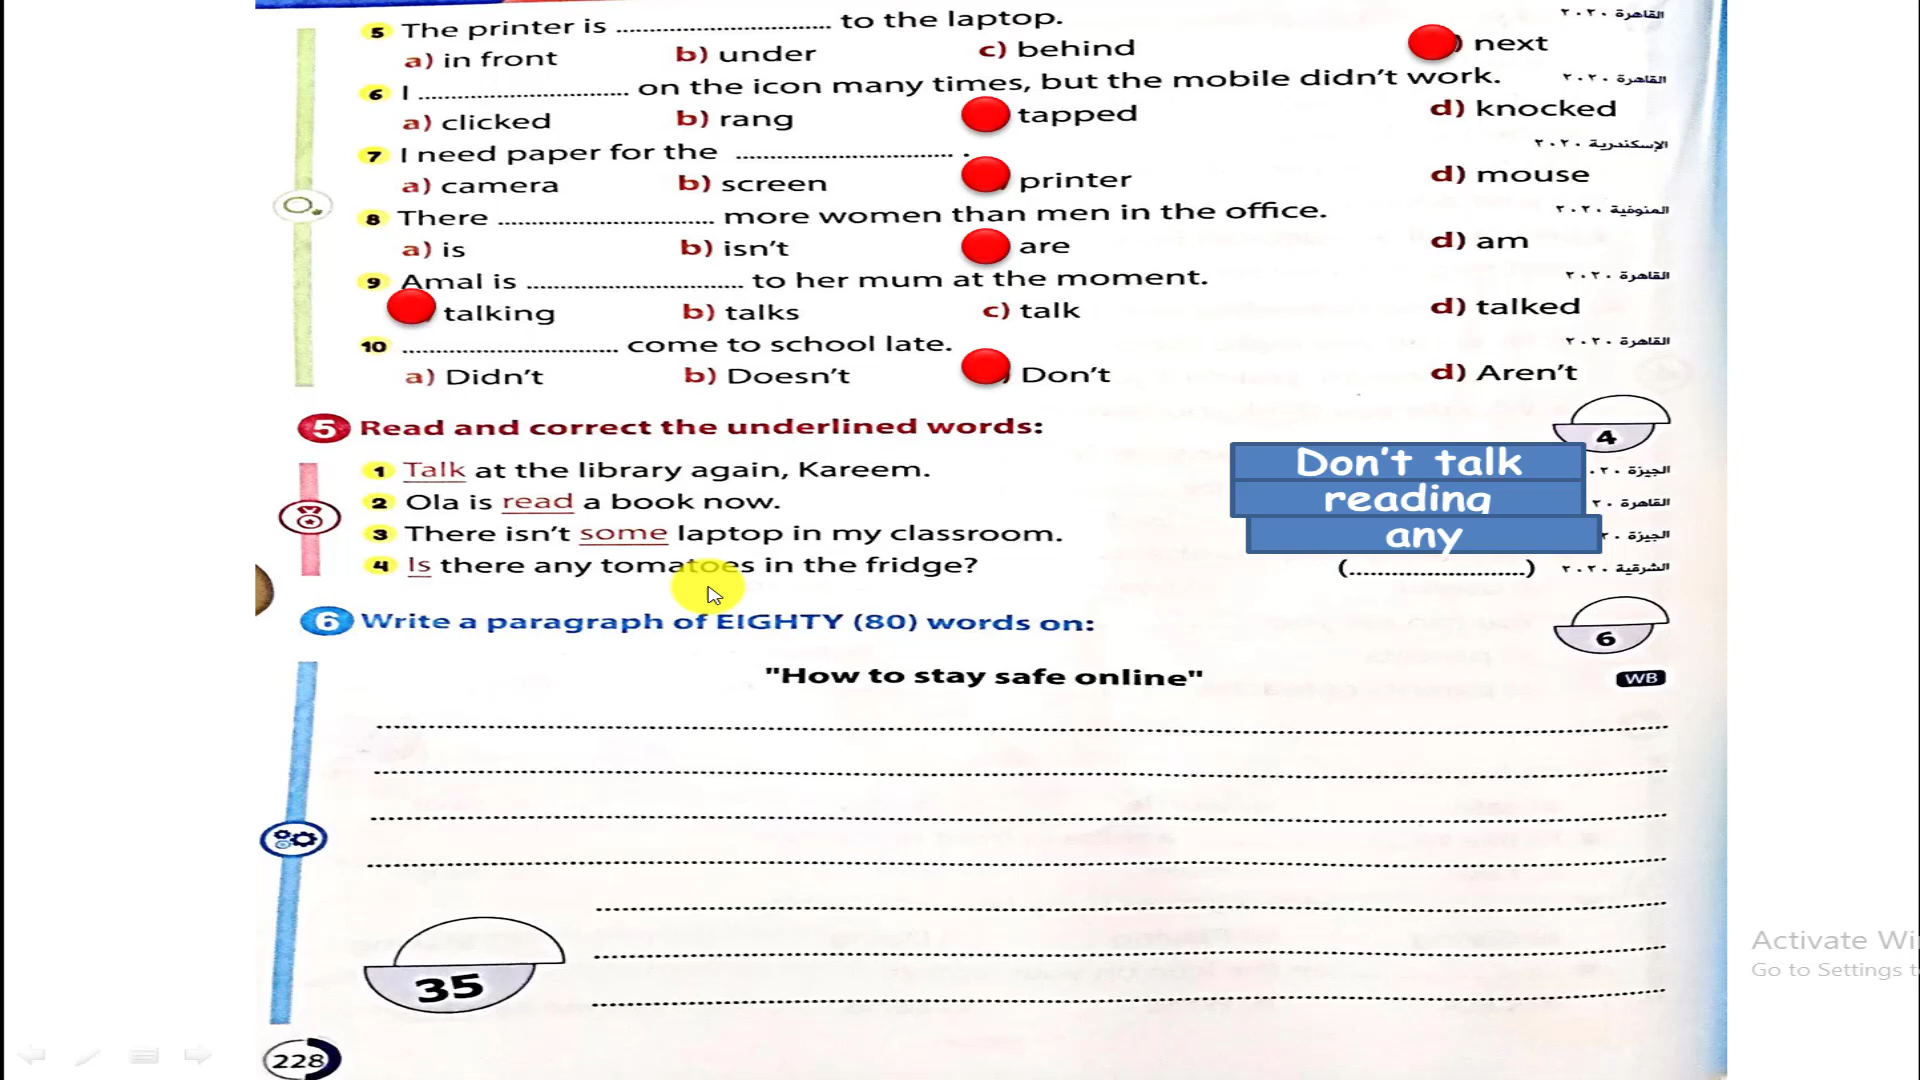 5 The printer is .............................. to the laptop. القاهرة ٢٠٢٠
a) in front b) under c) behind ) next
6 I .............................. on the icon many times, but the mobile didn't work. القاهرة ٢٠٢٠
a) clicked b) rang tapped d) knocked
7 I need paper for the .............................. . الإسكندرية ٢٠٢٠
a) camera b) screen printer d) mouse
8 There .............................. more women than men in the office. المنوفية ٢٠٢٠
a) is b) isn't are d) am
9 Amal is .............................. to her mum at the moment. القاهرة ٢٠٢٠
talking b) talks c) talk d) talked
10 .............................. come to school late. القاهرة ٢٠٢٠
a) Didn't b) Doesn't ) Don't d) Aren't
5 Read and correct the underlined words: 4
1 Talk at the library again, Kareem. Don't talk الجيزة ٢٠
2 Ola is read a book now. reading القاهرة ٢٠
3 There isn't some laptop in my classroom. any الجيزة ٢٠
4 Is there any tomatoes in the fridge? (........................) الشرقية ٢٠٢٠
6 Write a paragraph of EIGHTY (80) words on: 6
"How to stay safe online" WB
35
228
Activate Wi
Go to Settings t